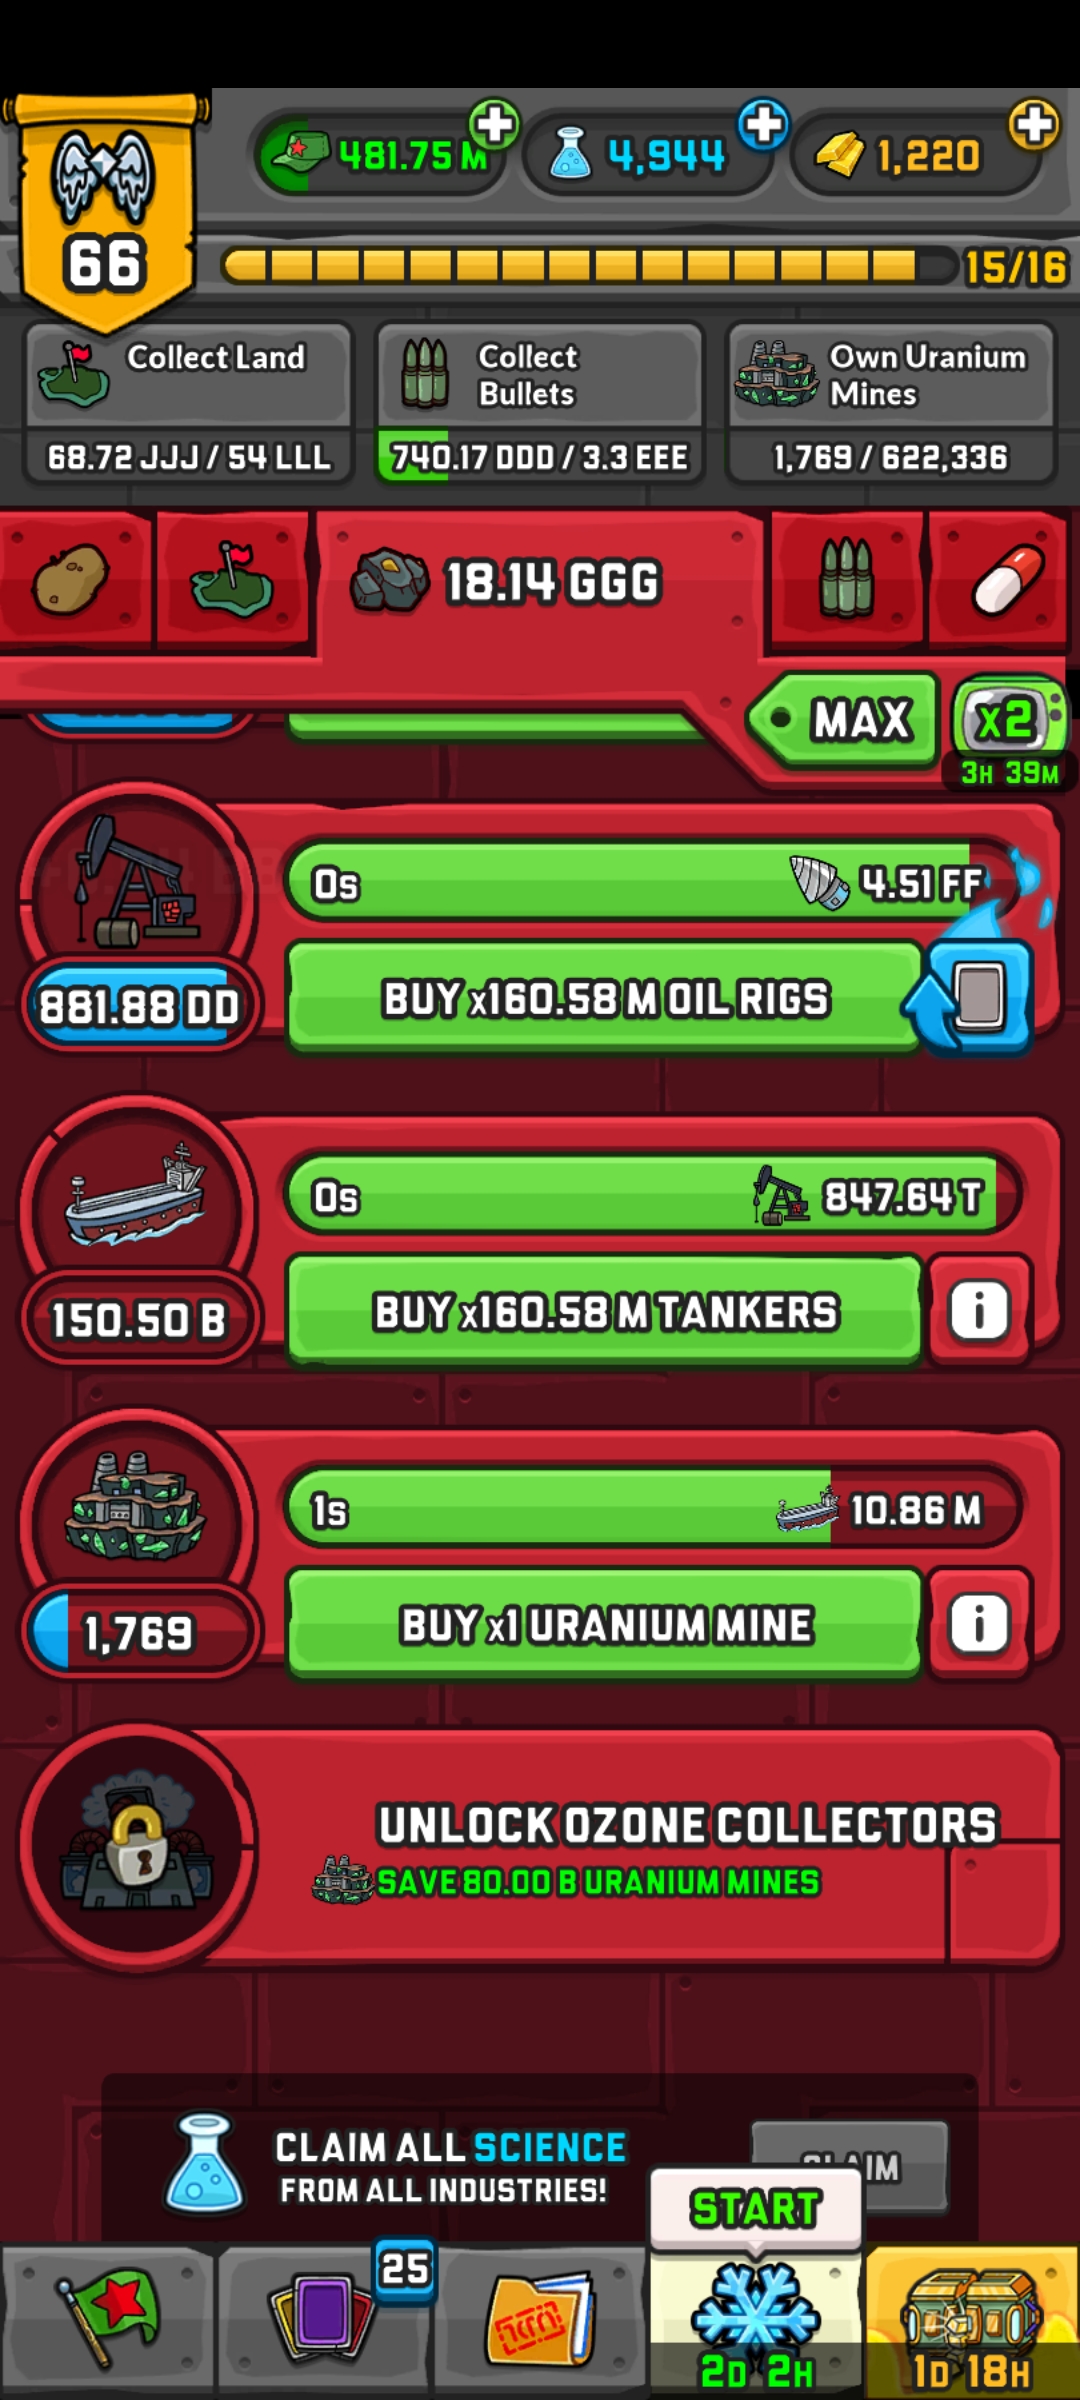 481.75 M
4,944
1,220
66
15/16
Collect Land
68.72 JJJ / 54 LLL
Collect
Bullets
740.17 DDD / 3.3 EEE
Own Uranium
Mines
1,769 / 622,336
18.14 GGG
MAX
x2
3H 39M
0s
4.51 FF
881.88 DD
BUY x160.58 M OIL RIGS
0s
847.64 T
150.50 B
BUY x160.58 M TANKERS
i
1s
10.86 M
1,769
BUY x1 URANIUM MINE
i
UNLOCK OZONE COLLECTORS
SAVE 80.00 B URANIUM MINES
CLAIM ALL SCIENCE
FROM ALL INDUSTRIES!
CLAIM
START
25
2D 2H
1D 18H